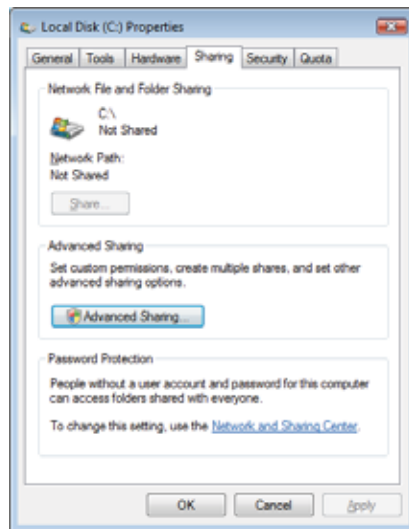 Local Disk (C:) Properties
General Tools Hardware Sharing Security Quota
Network File and Folder Sharing
C:\
Not Shared
Network Path:
Not Shared
Share...
Advanced Sharing
Set custom permissions, create multiple shares, and set other
advanced sharing options.
Advanced Sharing...
Password Protection
People without a user account and password for this computer
can access folders shared with everyone.
To change this setting, use the Network and Sharing Center.
OK Cancel Apply